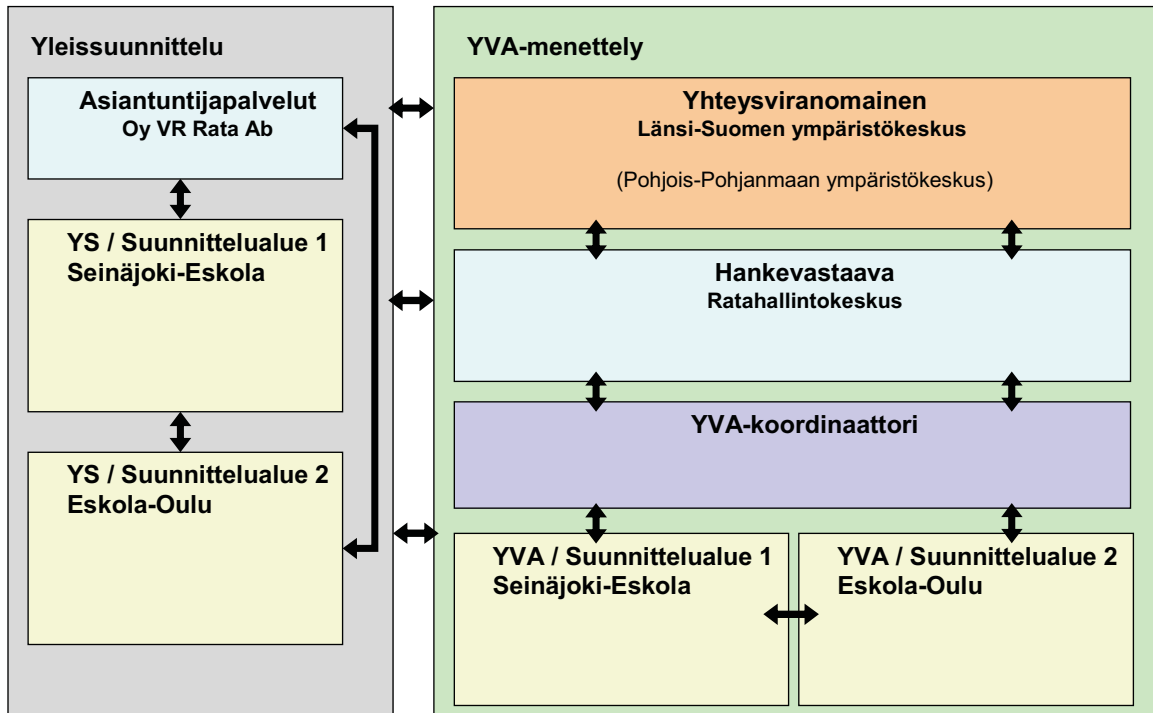 Yleissuunnittelu
Asiantuntijapalvelut
Oy VR Rata Ab
YS / Suunnittelualue 1
Seinäjoki-Eskola
YS / Suunnittelualue 2
Eskola-Oulu
YVA-menettely
Yhteysviranomainen
Länsi-Suomen ympäristökeskus
(Pohjois-Pohjanmaan ympäristökeskus)
Hankevastaava
Ratahallintokeskus
YVA-koordinaattori
YVA / Suunnittelualue 1
Seinäjoki-Eskola
YVA / Suunnittelualue 2
Eskola-Oulu